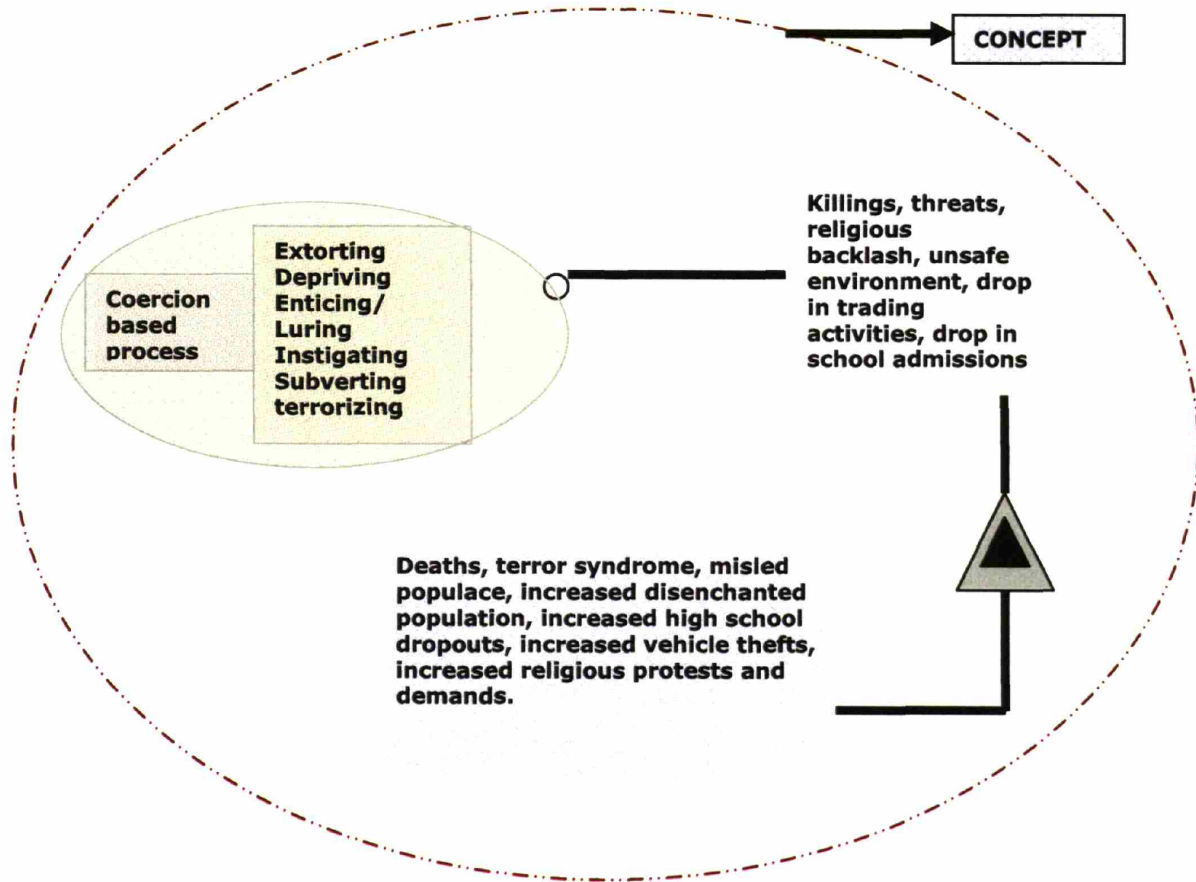 CONCEPT
Killings, threats,
religious
backlash, unsafe
environment, drop
in trading
activities, drop in
school admissions
Coercion
based
process
Extorting
Depriving
Enticing/
Luring
Instigating
Subverting
terrorizing
Deaths, terror syndrome, misled
populace, increased disenchanted
population, increased high school
dropouts, increased vehicle thefts,
increased religious protests and
demands.